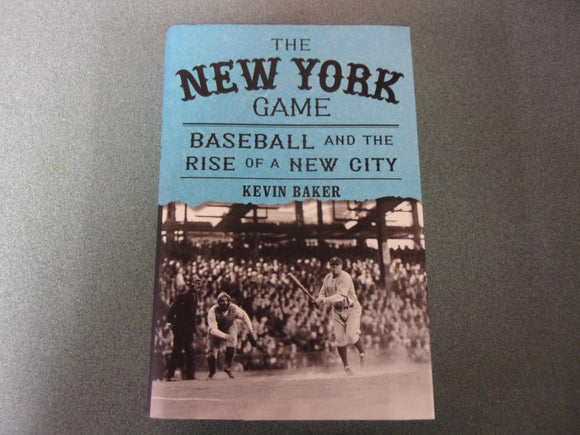 THE
NEW YORK
GAME
BASEBALL AND THE
RISE OF A NEW CITY
KEVIN BAKER